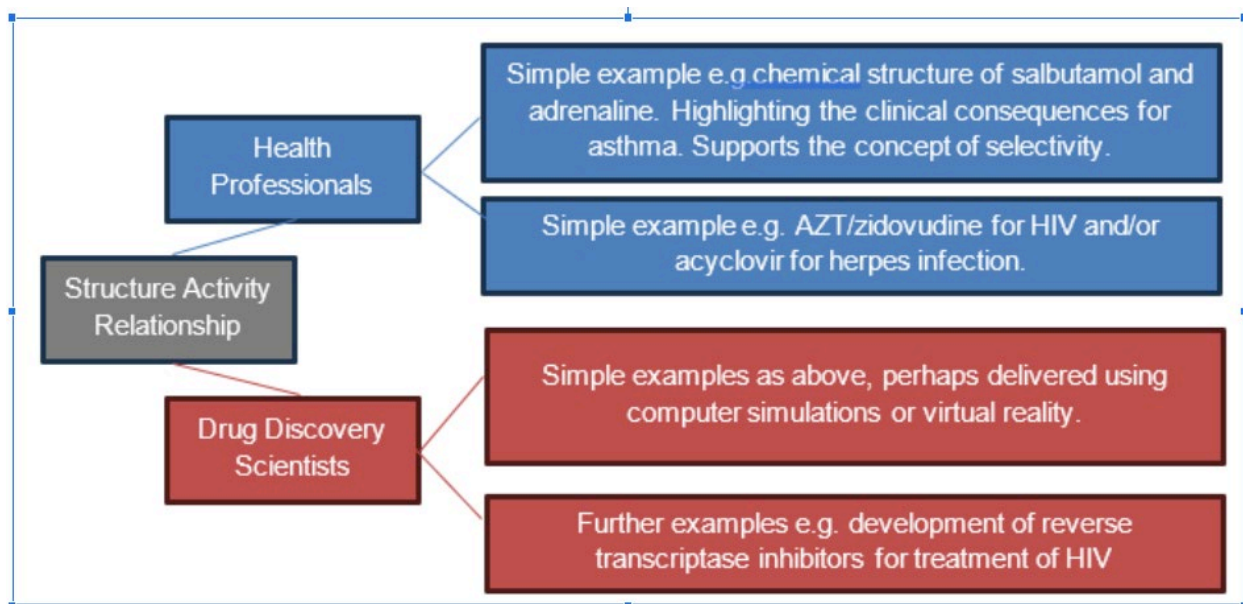 Simple example e.g.chemical structure of salbutamol and
adrenaline. Highlighting the clinical consequences for
asthma. Supports the concept of selectivity.
Health
Professionals
Simple example e.g. AZT/zidovudine for HIV and/or
acyclovir for herpes infection.
Structure Activity
Relationship
Simple examples as above, perhaps delivered using
computer simulations or virtual reality.
Drug Discovery
Scientists
Further examples e.g. development of reverse
transcriptase inhibitors for treatment of HIV